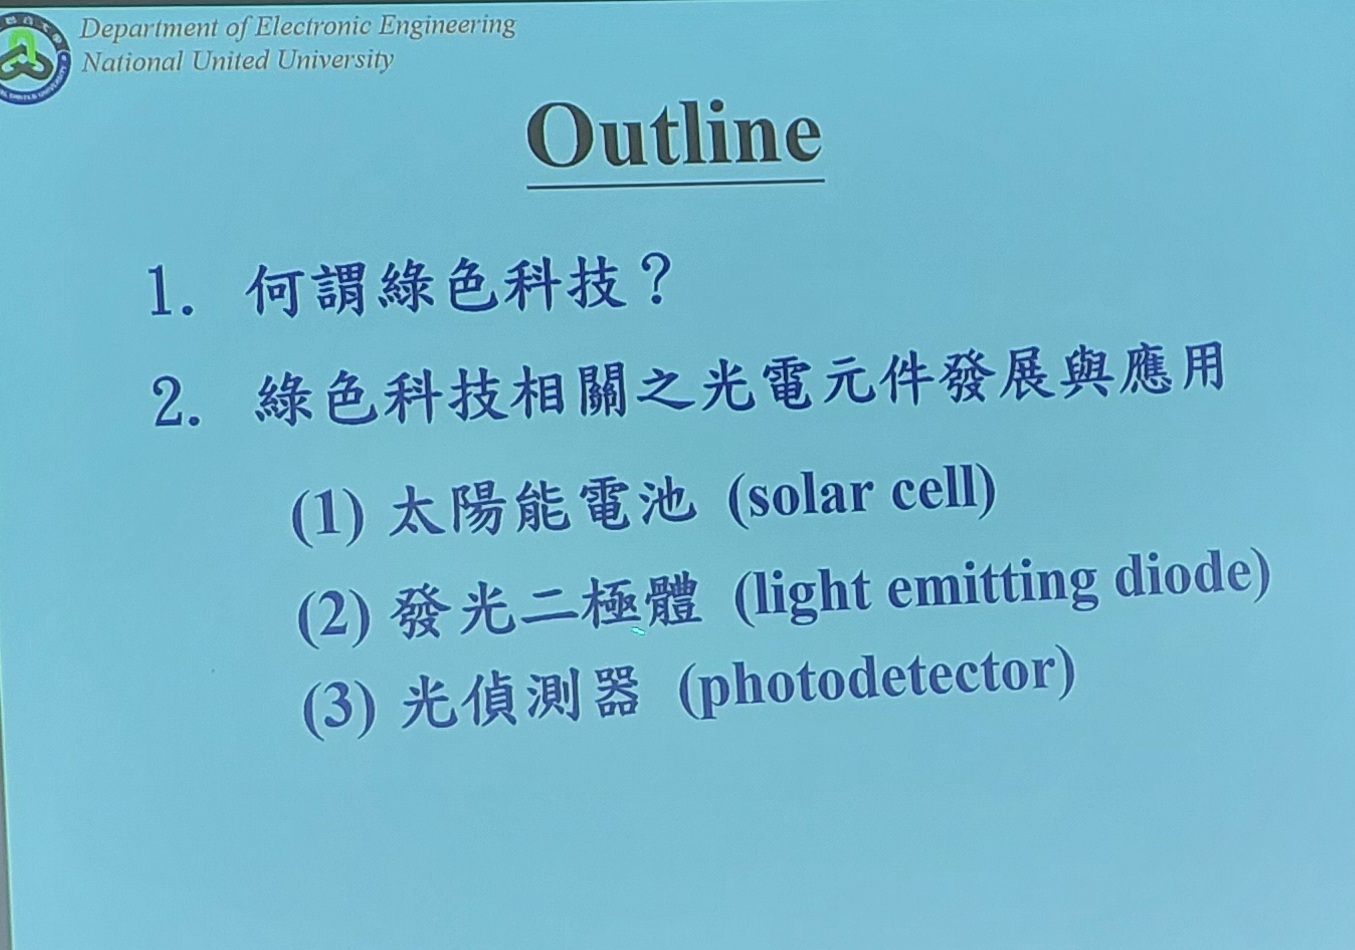 Department of Electronic Engineering
National United University
Outline
1. 何謂綠色科技？
2. 綠色科技相關之光電元件發展與應用
(1) 太陽能電池 (solar cell)
(2) 發光二極體 (light emitting diode)
(3) 光偵測器 (photodetector)